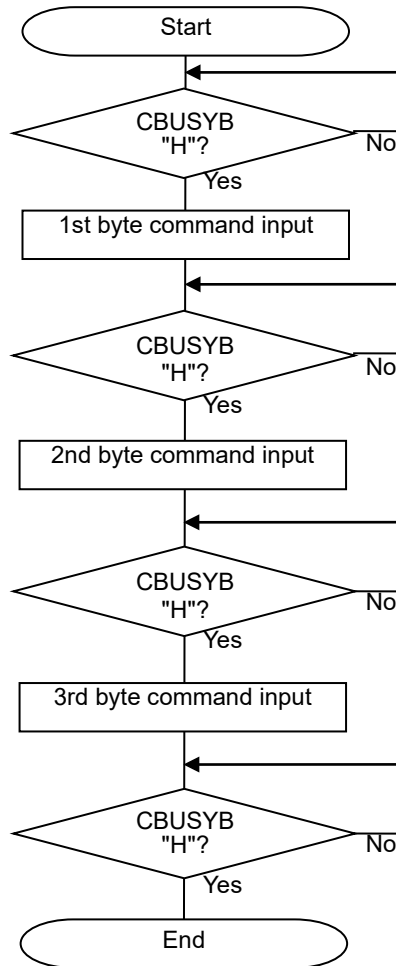 Start
CBUSYB
"H"?
No
Yes
1st byte command input
CBUSYB
"H"?
No
Yes
2nd byte command input
CBUSYB
"H"?
No
Yes
3rd byte command input
CBUSYB
"H"?
No
Yes
End